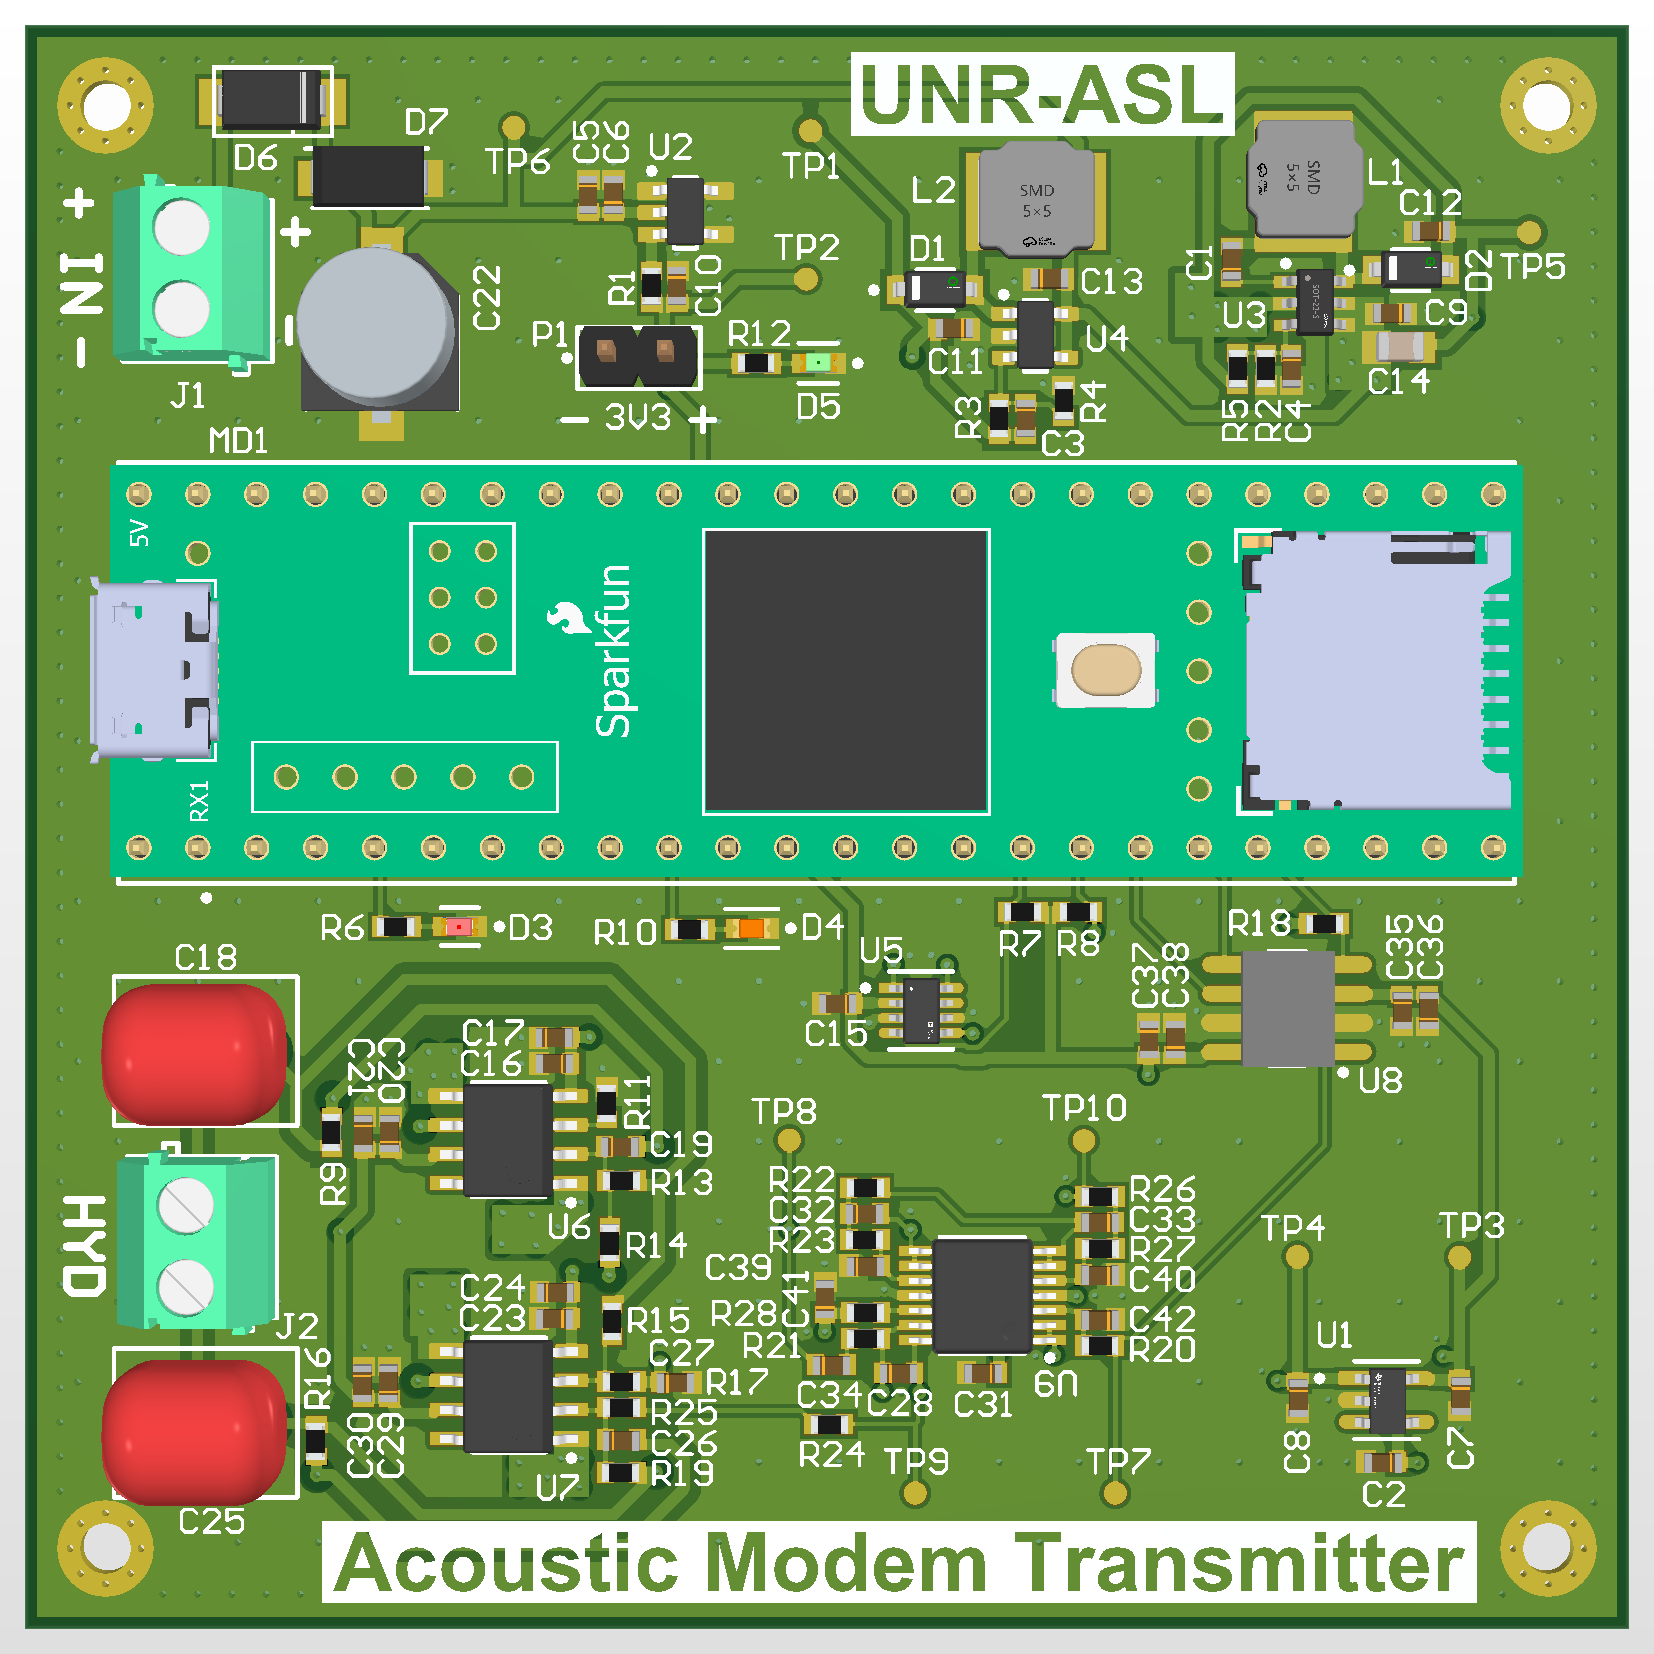 UNR-ASL
D7
D6
TP6
C5
C6
U2
TP1
L2
SMD
5×5
SMD
5×5
L1
C12
+
IN
-
+
-
C22
R1
C10
TP2
D1
C13
C1
U3
D2
TP5
C9
P1
R12
D5
C11
U4
C14
J1
- 3V3 +
R3
C3
R4
R5
R2
C4
MD1
5V
Sparkfun
RX1
R6
D3
R10
D4
R7
R8
R18
C18
U5
C15
C37
C38
C35
C36
U8
C17
C16
C21
C20
R11
R9
C19
R13
U6
R14
TP8
TP10
R22
C32
R23
C39
C41
R28
R21
R26
C33
R27
C40
C42
R20
HYD
TP4
TP3
C24
C23
R15
C27
R17
R25
C26
R19
J2
R16
C30
C29
U7
C25
C34
C28
C31
U9
R24
TP9
TP7
U1
C8
C7
C2
Acoustic Modem Transmitter